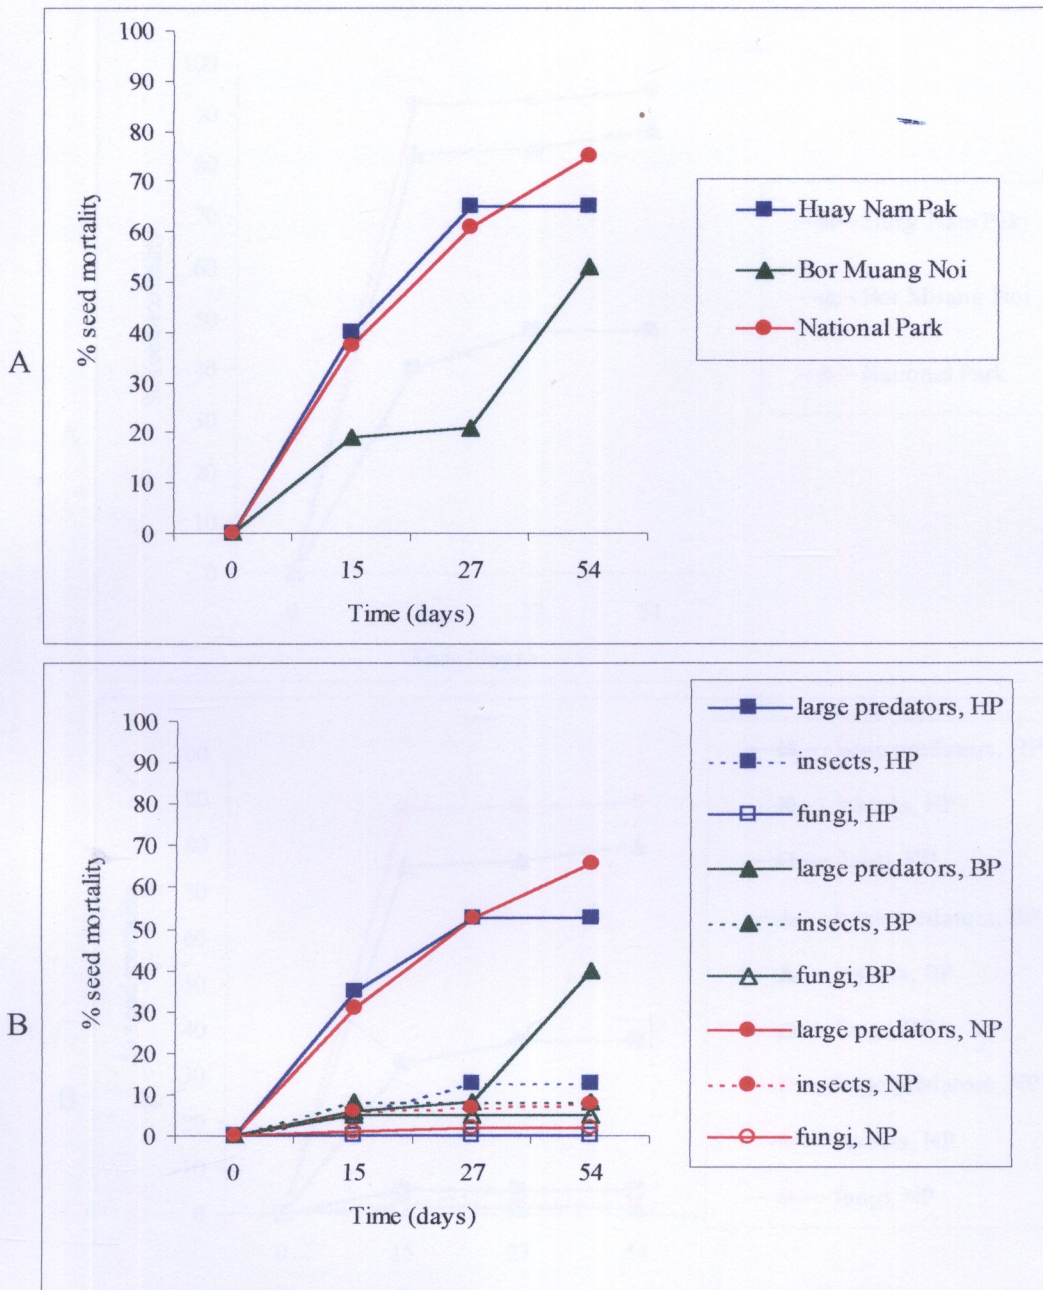 A
% seed mortality
100
90
80
70
60
50
40
30
20
10
0
0 15 27 54
Time (days)
Huay Nam Pak
Bor Muang Noi
National Park
B
% seed mortality
100
90
80
70
60
50
40
30
20
10
0
0 15 27 54
Time (days)
large predators, HP
insects, HP
fungi, HP
large predators, BP
insects, BP
fungi, BP
large predators, NP
insects, NP
fungi, NP